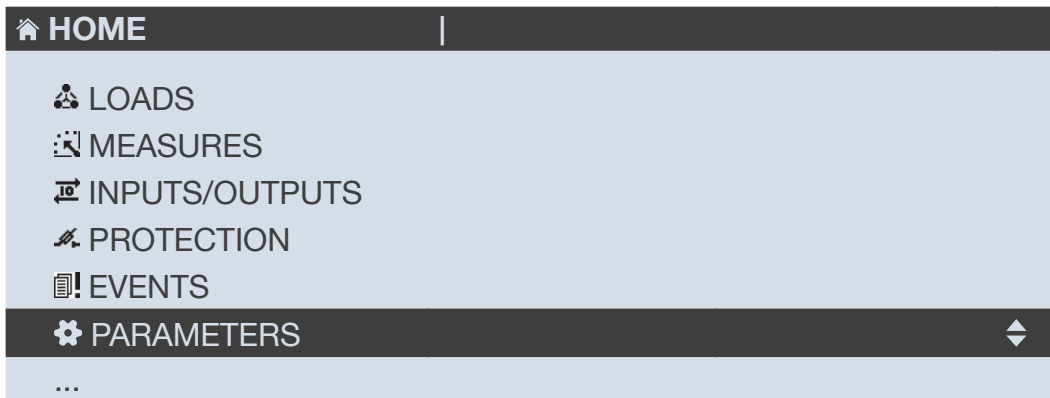 HOME |
LOADS
MEASURES
INPUTS/OUTPUTS
PROTECTION
EVENTS
PARAMETERS
...